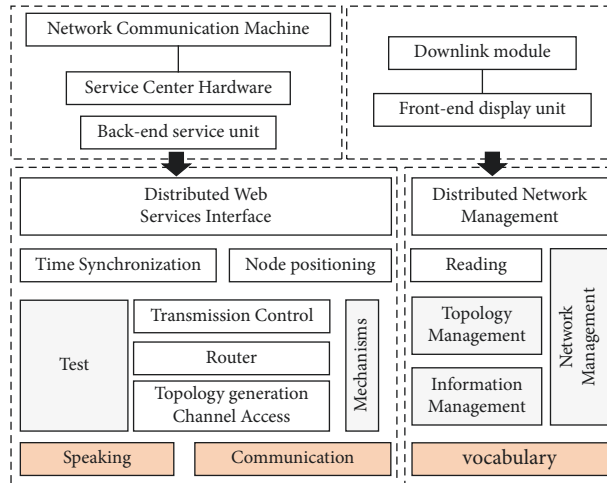 Network Communication Machine
Service Center Hardware
Back-end service unit
Downlink module
Front-end display unit
Distributed Web
Services Interface
Time Synchronization
Node positioning
Test
Transmission Control
Router
Topology generation
Channel Access
Mechanisms
Speaking
Communication
Distributed Network
Management
Reading
Topology
Management
Information
Management
Network
Management
vocabulary